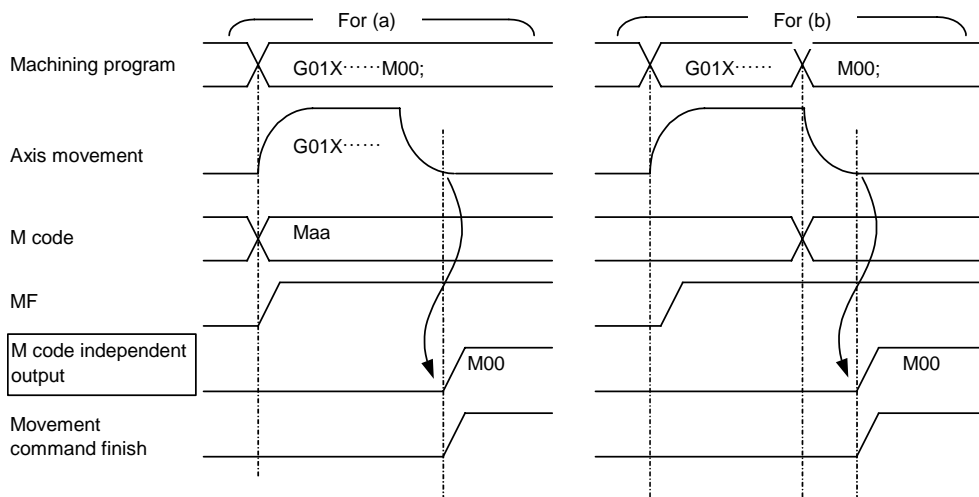 For (a)
For (b)
Machining program
G01X⋯⋯M00;
G01X⋯⋯
M00;
Axis movement
G01X⋯⋯
M code
Maa
MF
M code independent
output
M00
M00
Movement
command finish